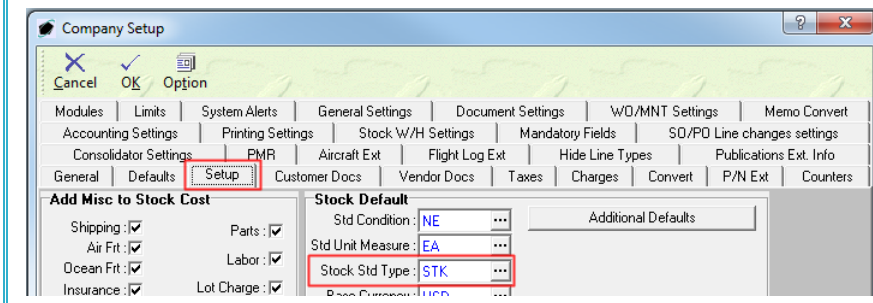 Company Setup
Cancel OK Option
Modules Limits System Alerts General Settings Document Settings WO/MNT Settings Memo Convert
Accounting Settings Printing Settings Stock W/H Settings Mandatory Fields SO/PO Line changes settings
Consolidator Settings PMR Aircraft Ext Flight Log Ext Hide Line Types Publications Ext. Info
General Defaults Setup Customer Docs Vendor Docs Taxes Charges Convert P/N Ext Counters
Add Misc to Stock Cost Stock Default
Shipping: Parts: Std Condition: NE ... Additional Defaults
Air Frt: Std Unit Measure: EA ...
Ocean Frt: Labor: Stock Std Type: STK ...
Insurance: Lot Charge: Base Currency: USD ...